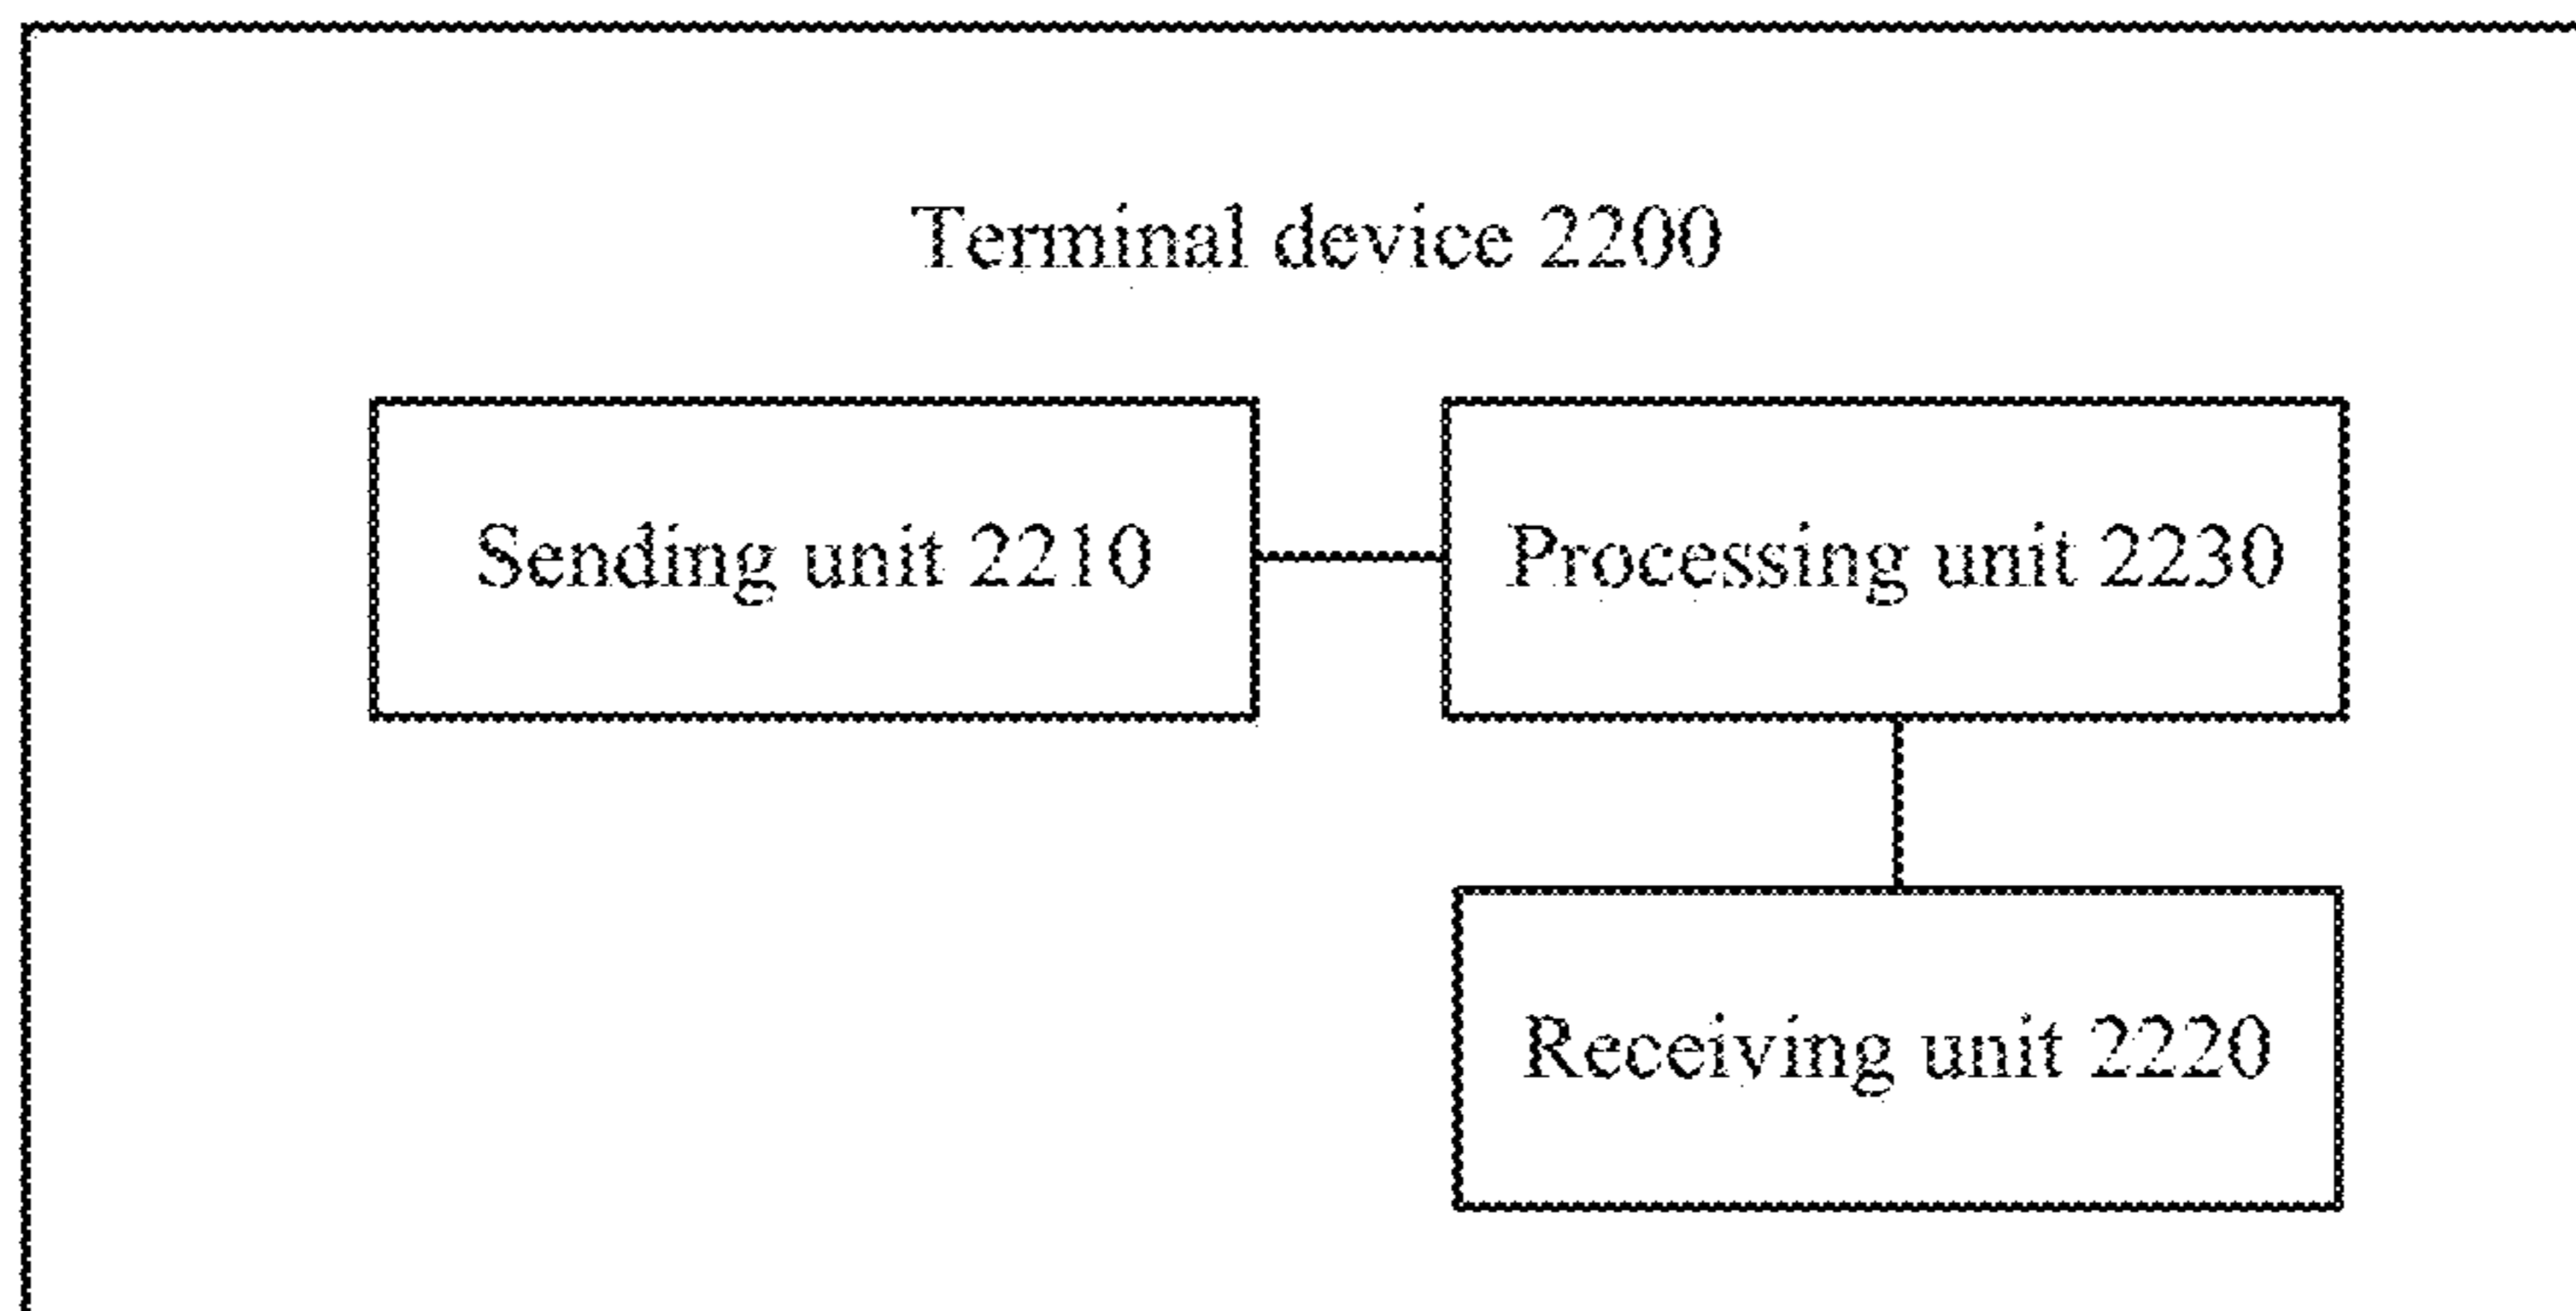 Terminal device 2200
Sending unit 2210
Processing unit 2230
Receiving unit 2220